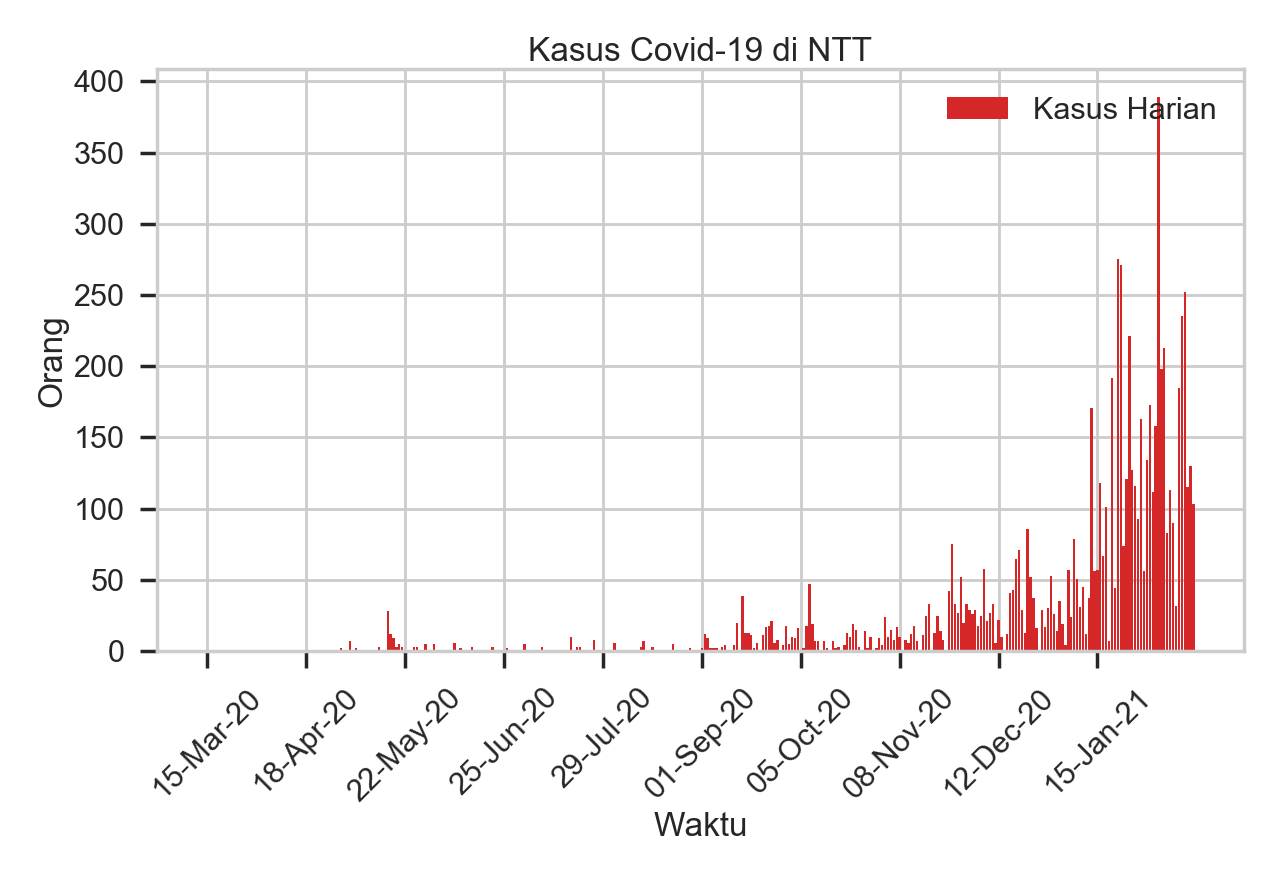 Kasus Covid-19 di NTT
Kasus Harian
400
350
300
250
200
150
100
50
0
Orang
15-Mar-20
18-Apr-20
22-May-20
25-Jun-20
29-Jul-20
01-Sep-20
05-Oct-20
08-Nov-20
12-Dec-20
15-Jan-21
Waktu